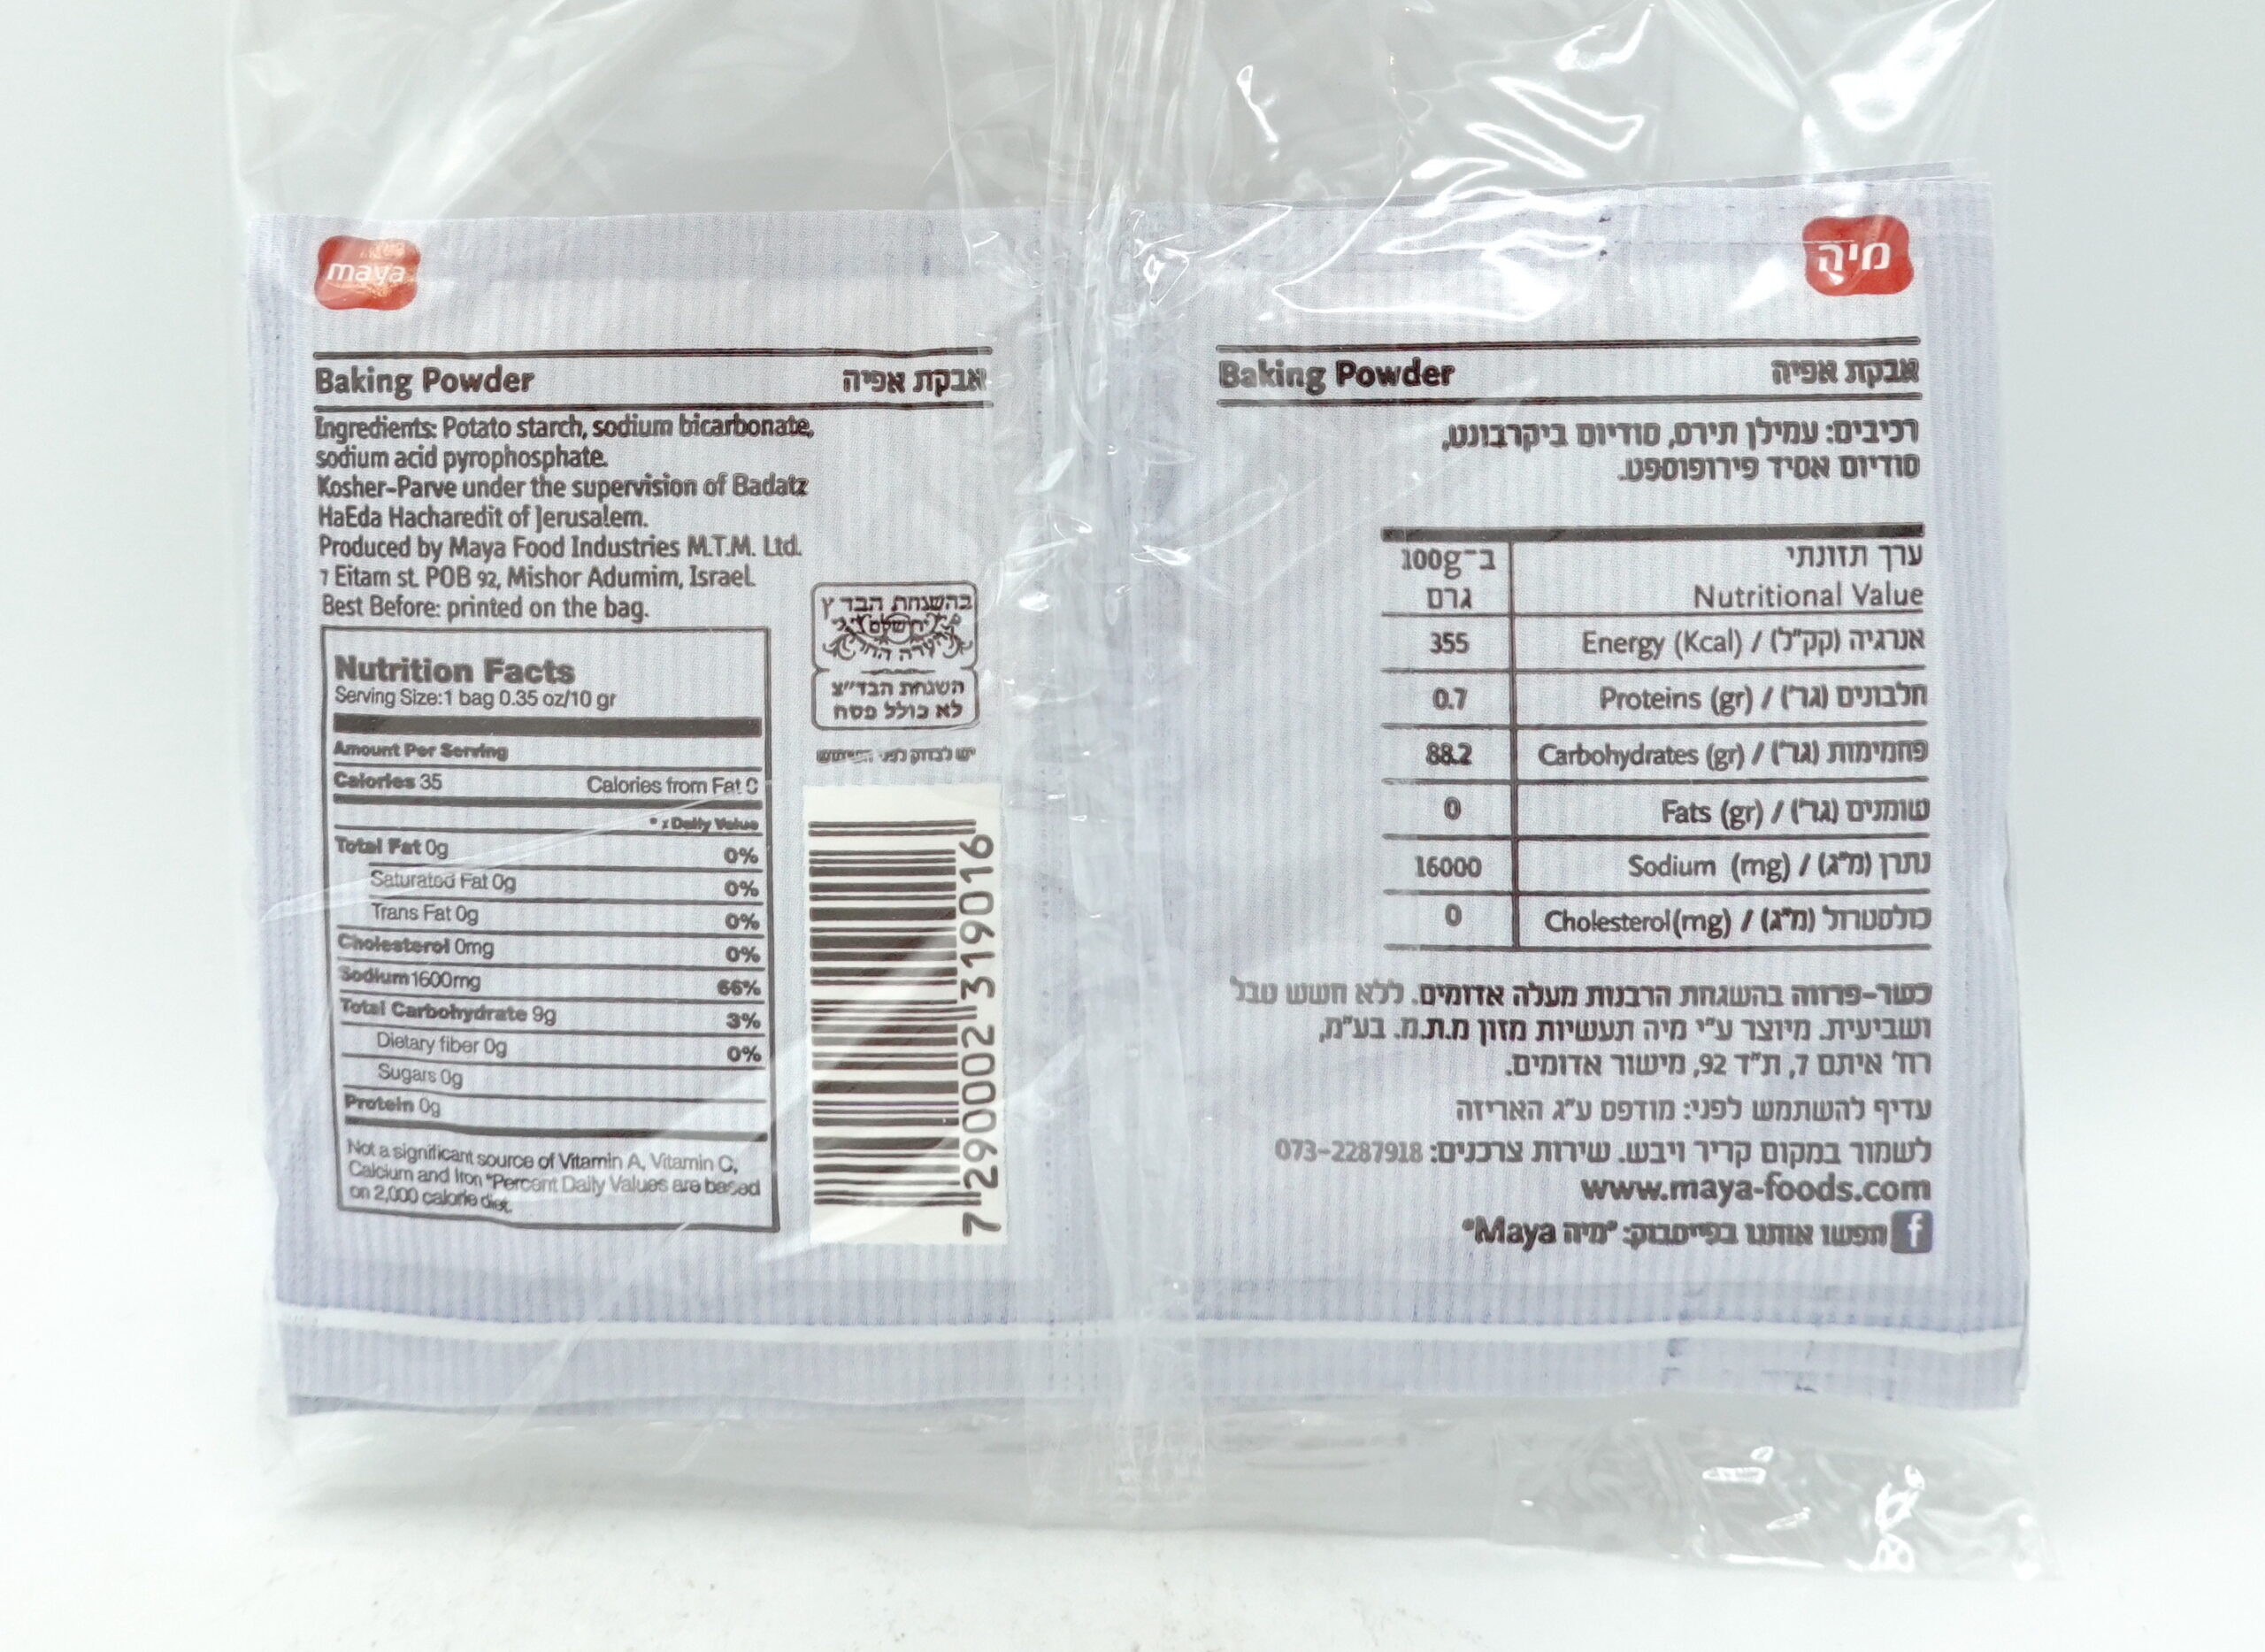 maya
Baking Powder אבקת אפיה
Ingredients: Potato starch, sodium bicarbonate,
sodium acid pyrophosphate.
Kosher-Parve under the supervision of Badatz
HaEda Hacharedit of Jerusalem.
Produced by Maya Food Industries M.T.M. Ltd.
7 Eitam st. POB 92, Mishor Adumim, Israel.
Best Before: printed on the bag.
בהשגחת הבד"ץ
העדה החרדית
ירושלם
השגחת הבד"צ
לא כולל פסח
יש לבדוק לפני השימוש
Nutrition Facts
Serving Size:1 bag 0.35 oz/10 gr
Amount Per Serving
Calories 35 Calories from Fat 0
* % Daily Value
Total Fat 0g 0%
Saturated Fat 0g 0%
Trans Fat 0g 0%
Cholesterol 0mg 0%
Sodium 1600mg 66%
Total Carbohydrate 9g 3%
Dietary fiber 0g 0%
Sugars 0g
Protein 0g
Not a significant source of Vitamin A, Vitamin C,
Calcium and Iron *Percent Daily Values are based
on 2,000 calorie diet.
7290002319016
מיה
Baking Powder אבקת אפיה
רכיבים: עמילן תירס, סודיום ביקרבונט,
סודיום אסיד פירופוספט.
ערך תזונתי ב-100g
Nutritional Value גרם
אנרגיה (קק"ל) / Energy (Kcal) 355
חלבונים (גר') / Proteins (gr) 0.7
פחמימות (גר') / Carbohydrates (gr) 88.2
שומנים (גר') / Fats (gr) 0
נתרן (מ"ג) / Sodium (mg) 16000
כולסטרול (מ"ג) / Cholesterol(mg) 0
כשר-פרווה בהשגחת הרבנות מעלה אדומים. ללא חשש טבל
ושביעית. מיוצר ע"י מיה תעשיות מזון מ.ת.מ. בע"מ,
רח' איתם 7, ת"ד 92, מישור אדומים.
עדיף להשתמש לפני: מודפס ע"ג האריזה
לשמור במקום קריר ויבש. שירות צרכנים: 073-2287918
www.maya-foods.com
f חפשו אותנו בפייסבוק: "מיה Maya"